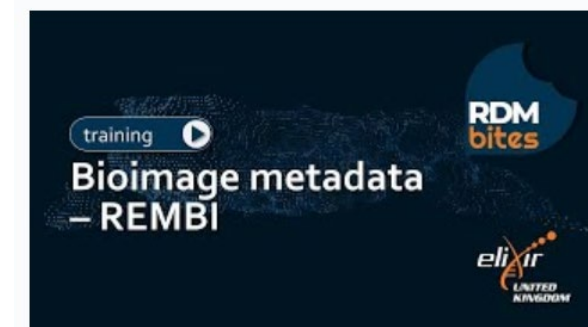 RDM
bites
training
Bioimage metadata
– REMBI
elixir
UNITED
KINGDOM